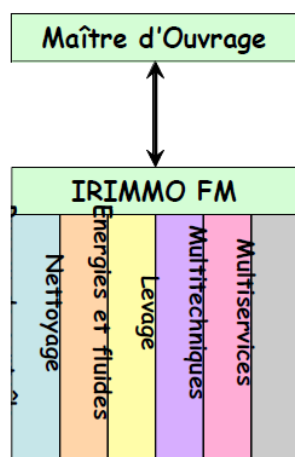 Maître d'Ouvrage
IRIMMO FM
Nettoyage
Energies et fluides
Levage
Multitechniques
Multiservices